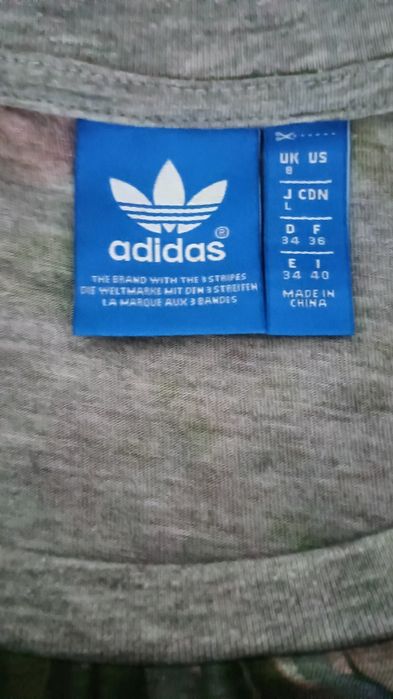 adidas®
THE BRAND WITH THE 3 STRIPES
DIE WELTMARKE MIT DEN 3 STREIFEN
LA MARQUE AUX 3 BANDES
UK US
8
J CDN
L
D F
34 36
E I
34 40
MADE IN
CHINA